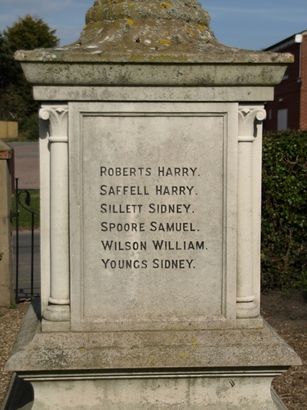 ROBERTS HARRY.
SAFFELL HARRY.
SILLETT SIDNEY.
SPOORE SAMUEL.
WILSON WILLIAM.
YOUNGS SIDNEY.